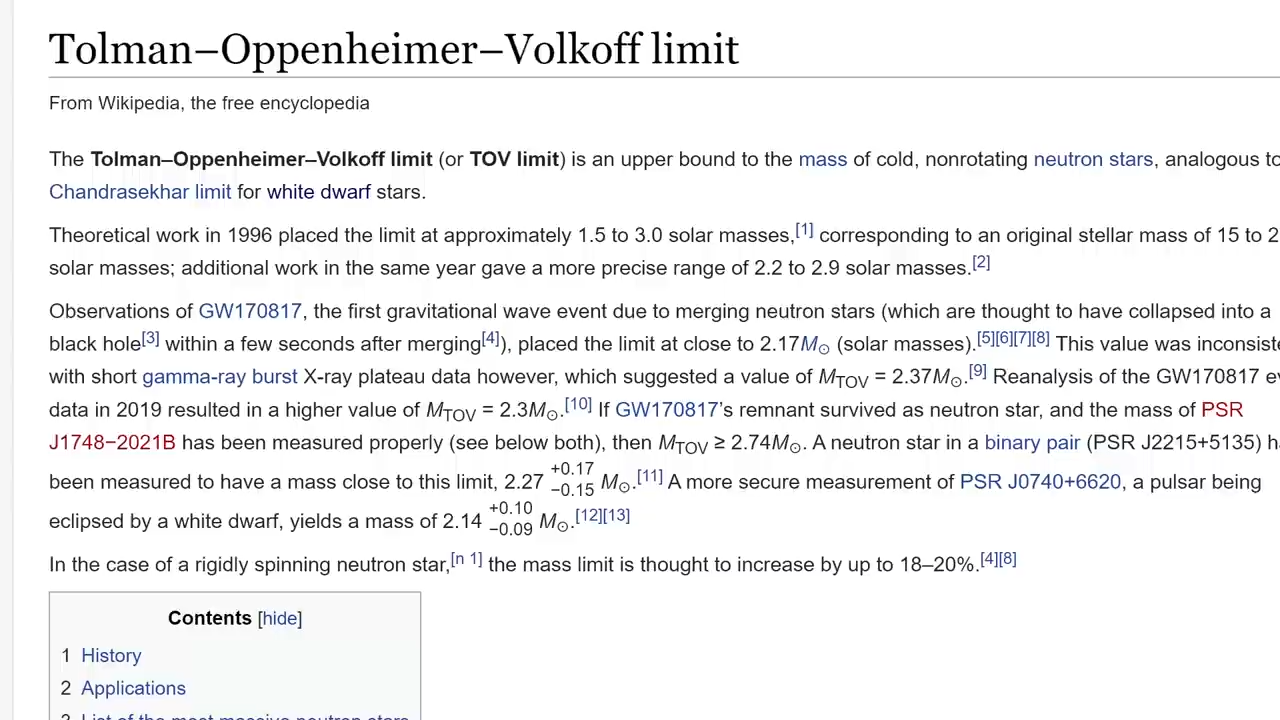 Tolman–Oppenheimer–Volkoff limit
From Wikipedia, the free encyclopedia
The Tolman–Oppenheimer–Volkoff limit (or TOV limit) is an upper bound to the mass of cold, nonrotating neutron stars, analogous to
Chandrasekhar limit for white dwarf stars.
Theoretical work in 1996 placed the limit at approximately 1.5 to 3.0 solar masses,[1] corresponding to an original stellar mass of 15 to 2
solar masses; additional work in the same year gave a more precise range of 2.2 to 2.9 solar masses.[2]
Observations of GW170817, the first gravitational wave event due to merging neutron stars (which are thought to have collapsed into a
black hole[3] within a few seconds after merging[4]), placed the limit at close to 2.17M☉ (solar masses).[5][6][7][8] This value was inconsiste
with short gamma-ray burst X-ray plateau data however, which suggested a value of MTOV = 2.37M☉.[9] Reanalysis of the GW170817 ev
data in 2019 resulted in a higher value of MTOV = 2.3M☉.[10] If GW170817's remnant survived as neutron star, and the mass of PSR
J1748−2021B has been measured properly (see below both), then MTOV ≥ 2.74M☉. A neutron star in a binary pair (PSR J2215+5135) h
been measured to have a mass close to this limit, 2.27 +0.17 −0.15 M☉.[11] A more secure measurement of PSR J0740+6620, a pulsar being
eclipsed by a white dwarf, yields a mass of 2.14 +0.10 −0.09 M☉.[12][13]
In the case of a rigidly spinning neutron star,[n 1] the mass limit is thought to increase by up to 18–20%.[4][8]
Contents [hide]
1 History
2 Applications
3 List of the most massive neutron stars